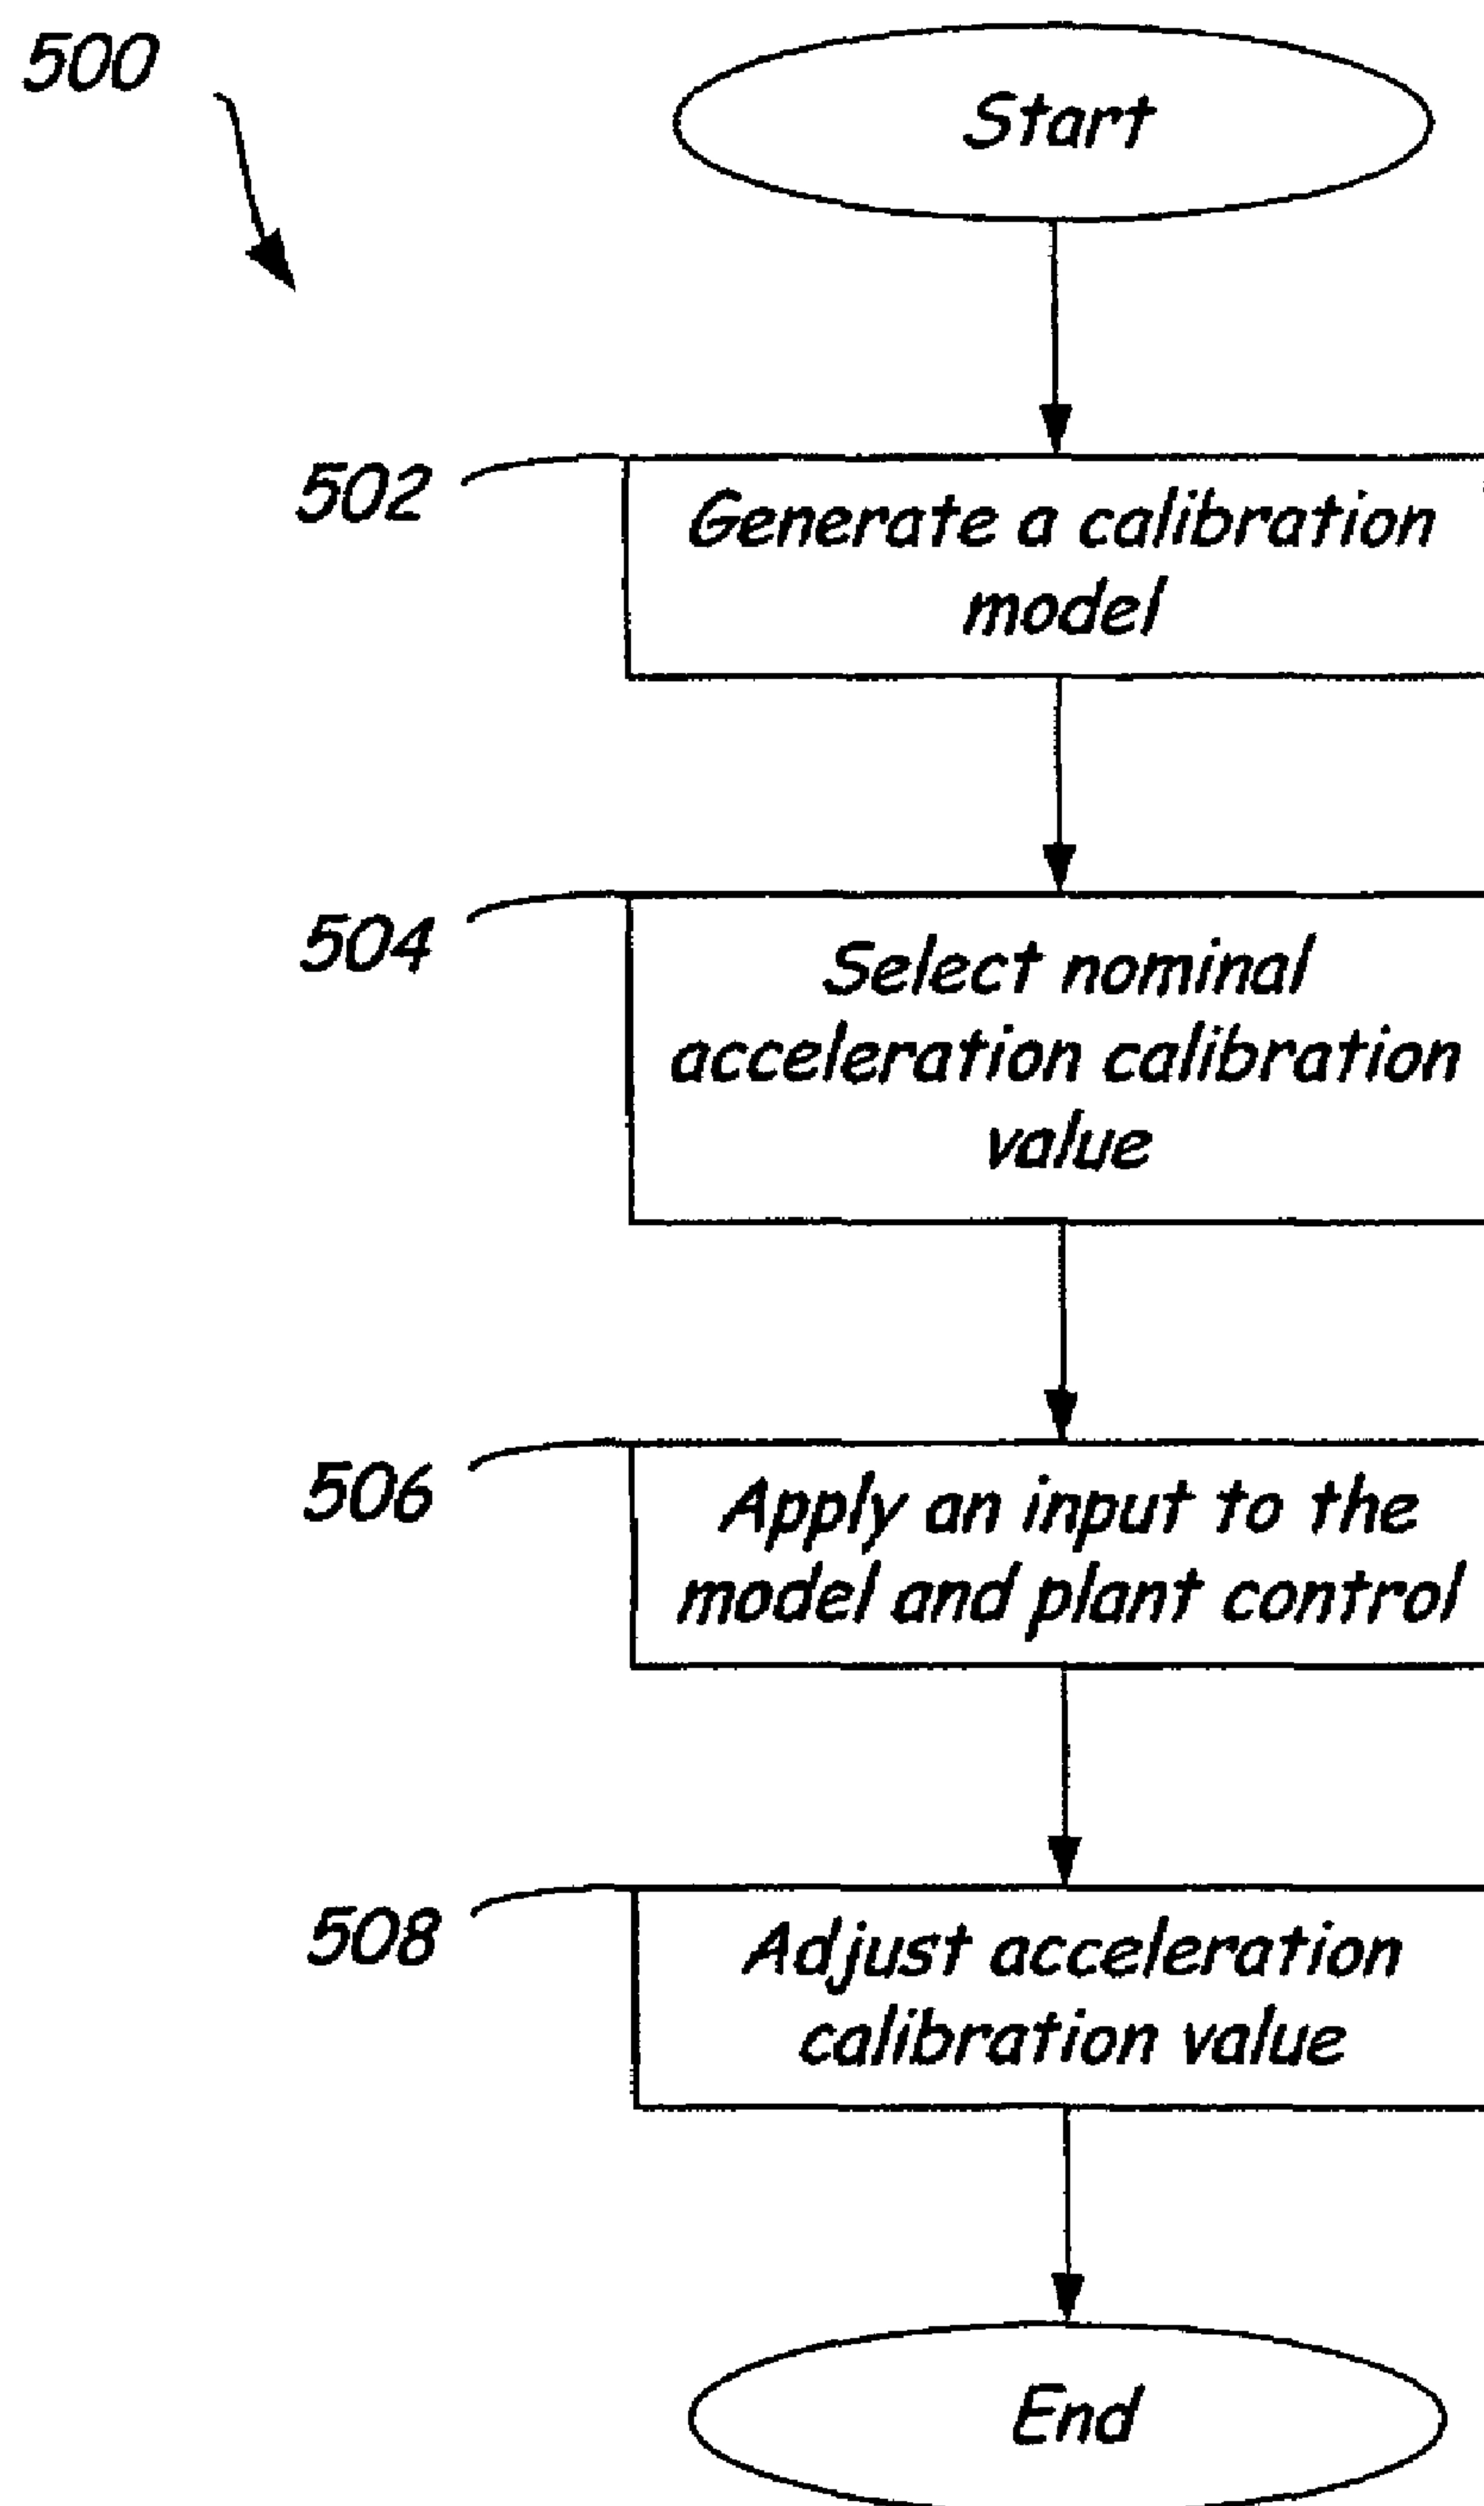 500
Start
502
Generate a calibration
model
504
Select nominal
acceleration calibration
value
506
Apply an input to the
model and plant control
508
Adjust acceleration
calibration value
End